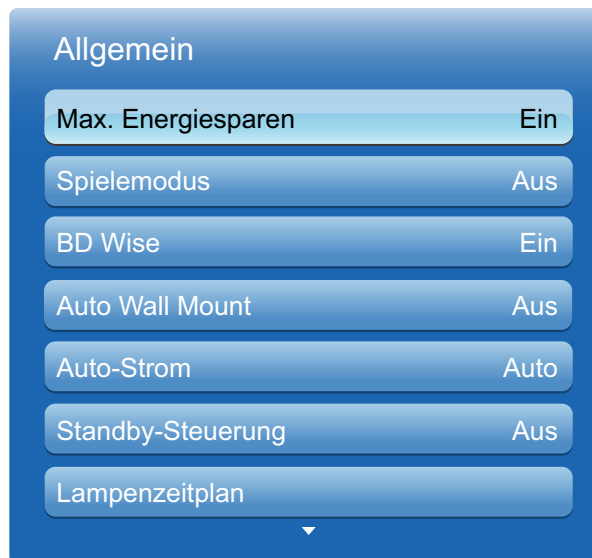 Allgemein
Max. Energiesparen Ein
Spielemodus Aus
BD Wise Ein
Auto Wall Mount Aus
Auto-Strom Auto
Standby-Steuerung Aus
Lampenzeitplan